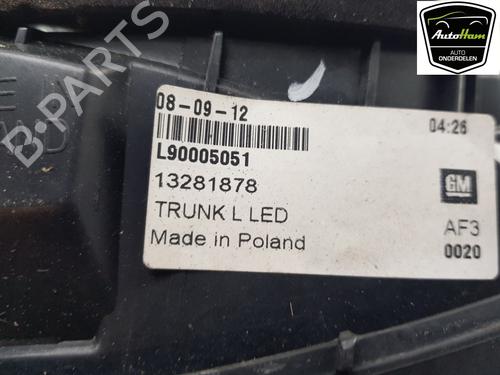 AutoHam
AUTO
ONDERDELEN
B-PARTS
08-09-12
04:26
L90005051
13281878
GM
TRUNK L LED
AF3
Made in Poland
0020